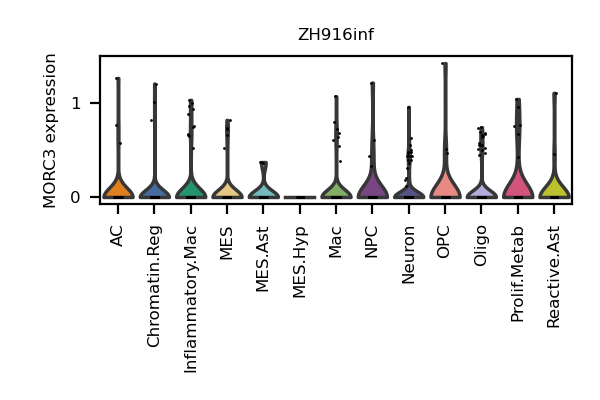 ZH916inf
MORC3 expression
1
0
AC
Chromatin.Reg
Inflammatory.Mac
MES
MES.Ast
MES.Hyp
Mac
NPC
Neuron
OPC
Oligo
Prolif.Metab
Reactive.Ast